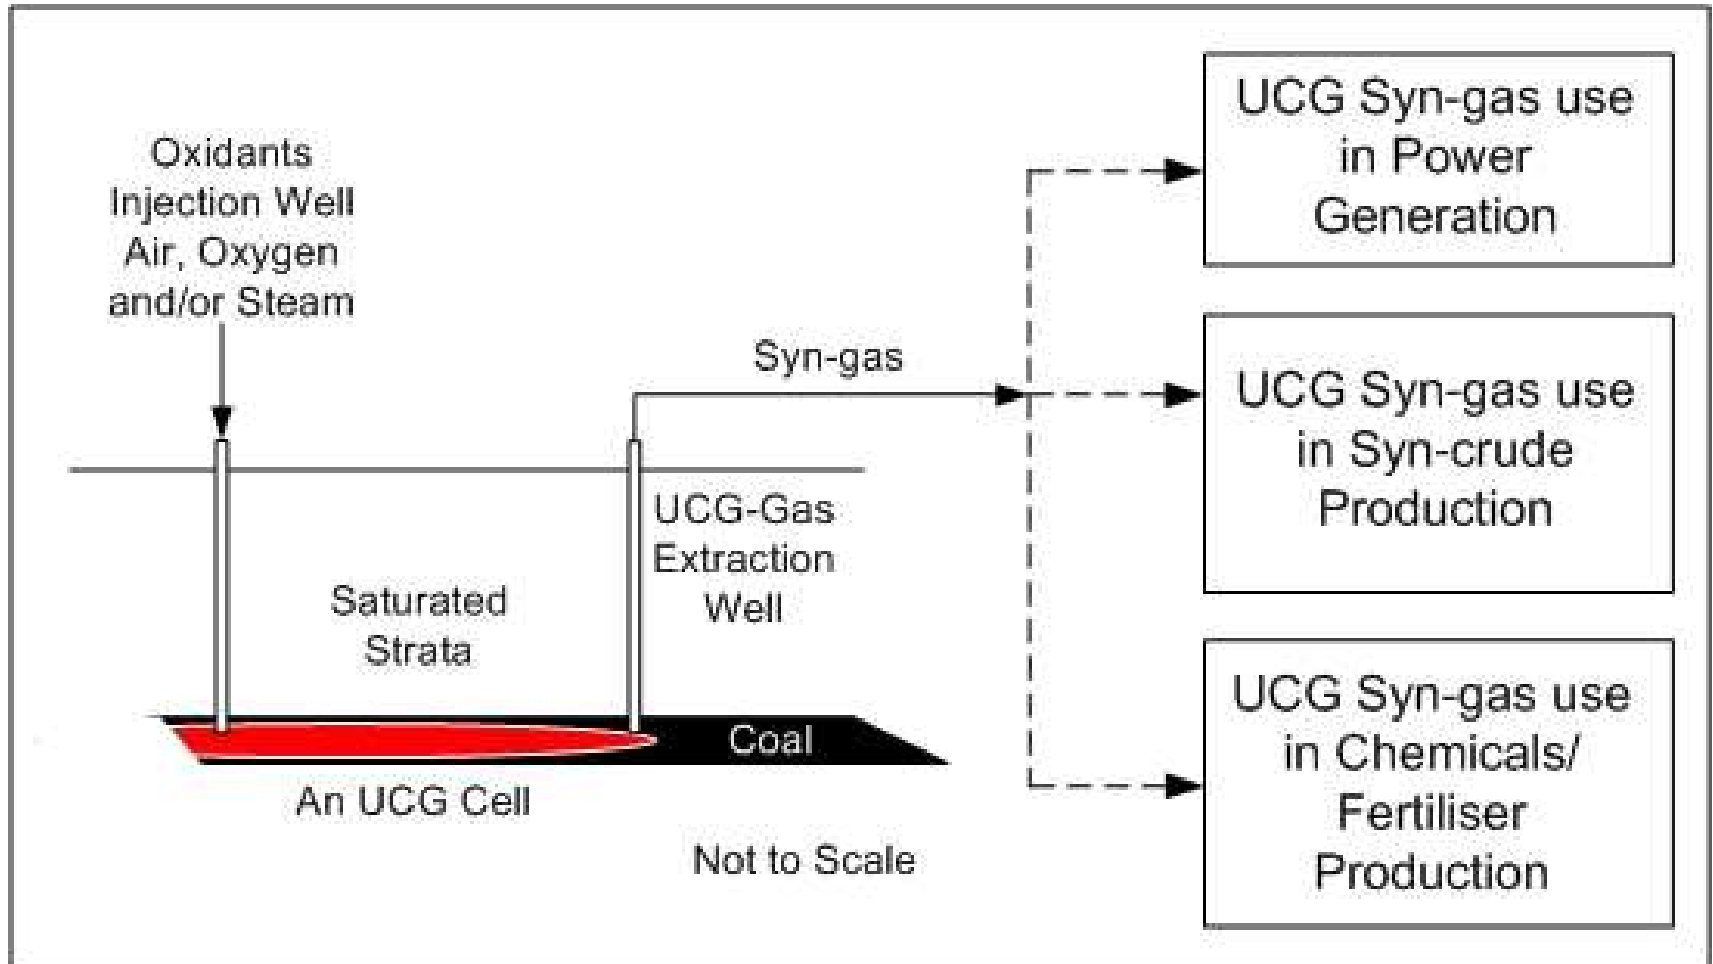 Oxidants
Injection Well
Air, Oxygen
and/or Steam
Syn-gas
UCG-Gas
Extraction
Well
Saturated
Strata
Coal
An UCG Cell
Not to Scale
UCG Syn-gas use
in Power
Generation
UCG Syn-gas use
in Syn-crude
Production
UCG Syn-gas use
in Chemicals/
Fertiliser
Production